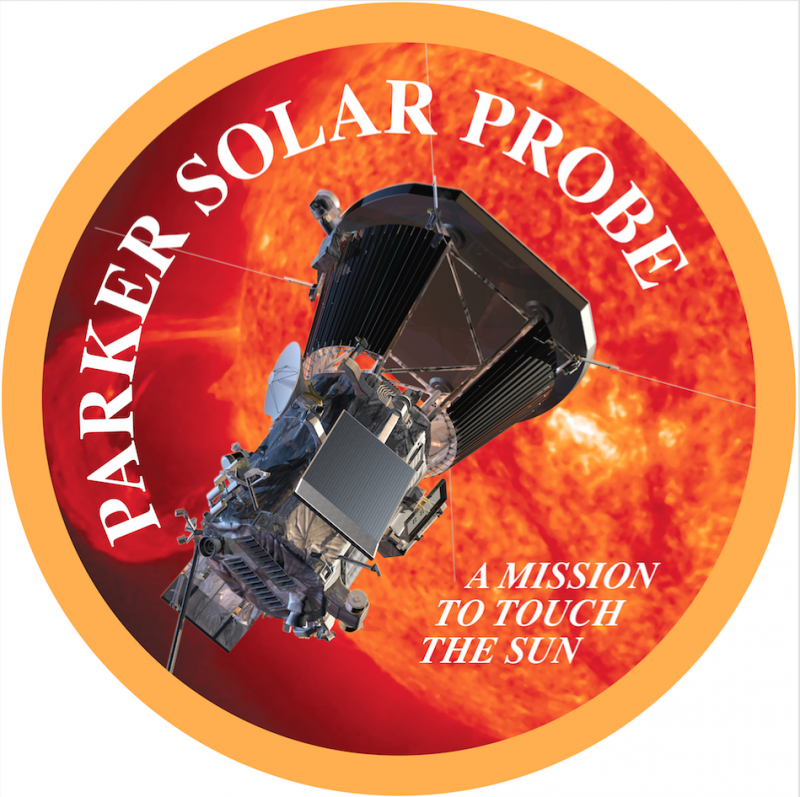 PARKER SOLAR PROBE
A MISSION
TO TOUCH
THE SUN